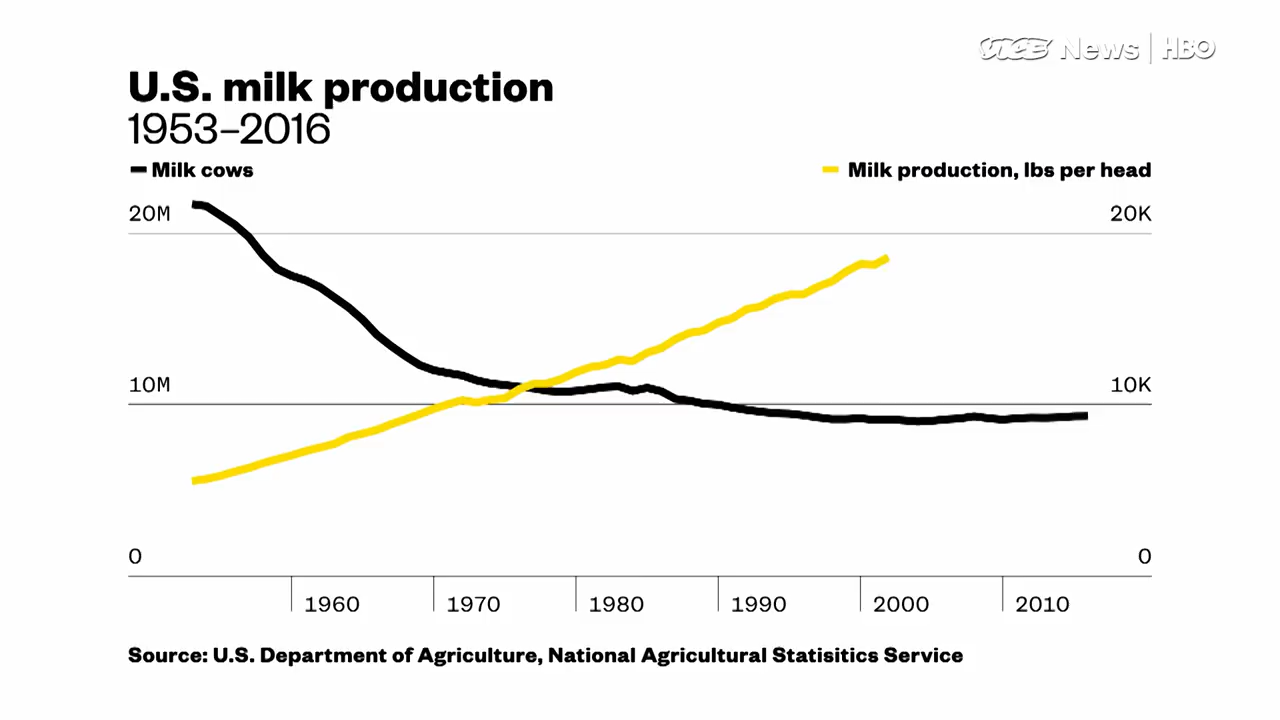 VICE News | HBO
U.S. milk production
1953–2016
Milk cows
Milk production, lbs per head
20M
20K
10M
10K
0
0
1960
1970
1980
1990
2000
2010
Source: U.S. Department of Agriculture, National Agricultural Statisitics Service